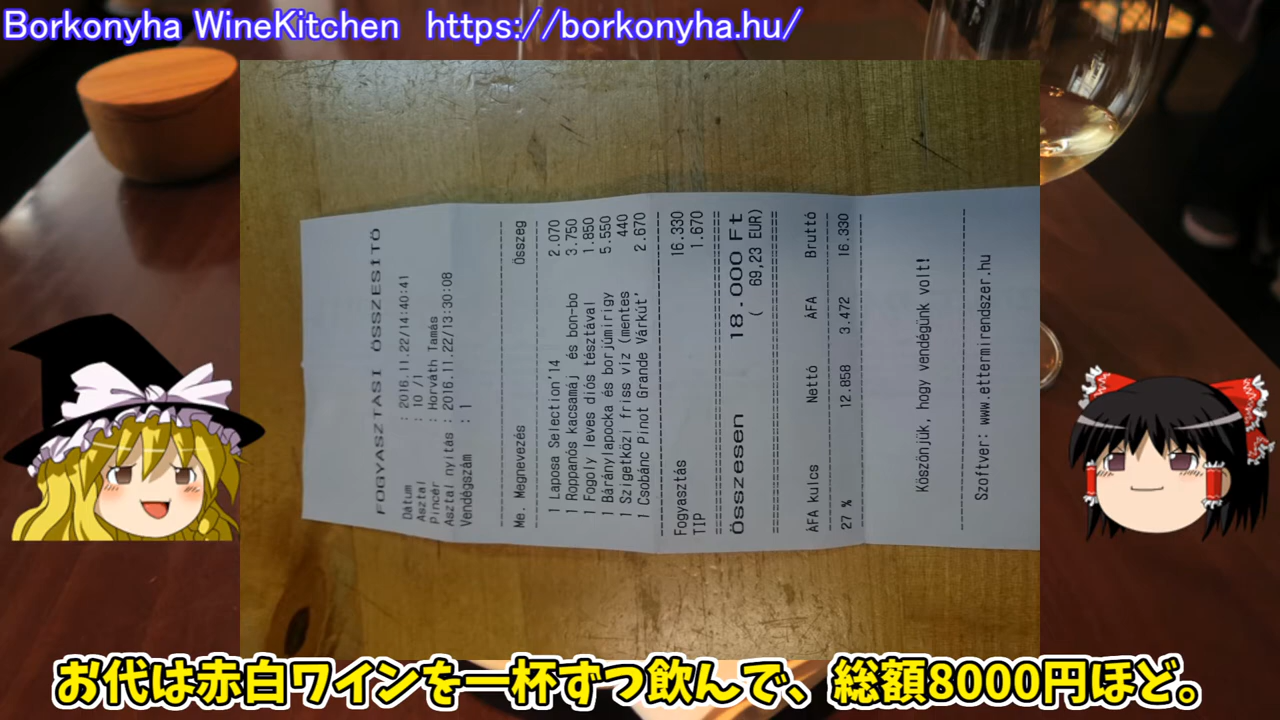 Borkonyha WineKitchen https://borkonyha.hu/
FOGYASZTÁSI ÖSSZESÍTŐ
Dátum : 2016.11.22/14:40:41
Asztal : 10 /1
Pincér : Horváth Tamás
Asztal nyitás : 2016.11.22/13:30:08
Vendégszám : 1
Me. Megnevezés Összeg
1 Laposa Selection'14 2.070
1 Roppanós kacsamáj és bon-bo 3.750
1 Fogoly leves diós tésztával 1.850
1 Báránylapocka és borjúmirigy 5.550
1 Szigetközi friss víz (mentes 440
1 Csobánc Pinot Grande Várkút' 2.670
Fogyasztás 16.330
TIP 1.670
Összesen 18.000 Ft
( 69,23 EUR)
ÁFA kulcs Nettó ÁFA Bruttó
27 % 12.858 3.472 16.330
Köszönjük, hogy vendégünk volt!
Szoftver: www.ettermirendszer.hu
お代は赤白ワインを一杯ずつ飲んで、総額8000円ほど。